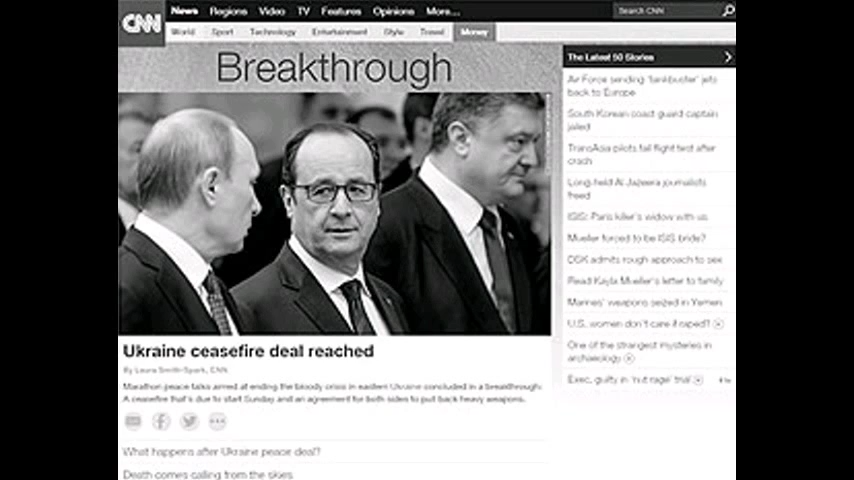 CNN
News Regions Video TV Features Opinions More...
Search CNN
World Sport Technology Entertainment Style Travel Money
Breakthrough
Ukraine ceasefire deal reached
By Laura Smith-Spark, CNN
Marathon peace talks aimed at ending the bloody crisis in eastern Ukraine concluded in a breakthrough:
A ceasefire that's due to start Sunday and an agreement for both sides to pull back heavy weapons.
What happens after Ukraine peace deal?
Death comes calling from the skies
The Latest 50 Stories
Air Force sending 'tankbuster' jets
back to Europe
South Korean coast guard captain
jailed
TransAsia pilots fail flight test after
crash
Long-held Al Jazeera journalists
freed
ISIS: Paris killer's widow with us
Mueller forced to be ISIS bride?
DSK admits rough approach to sex
Read Kayla Mueller's letter to family
Marines' weapons seized in Yemen
U.S. women don't care if raped?
One of the strangest mysteries in
archaeology
Exec. guilty in 'nut rage' trial